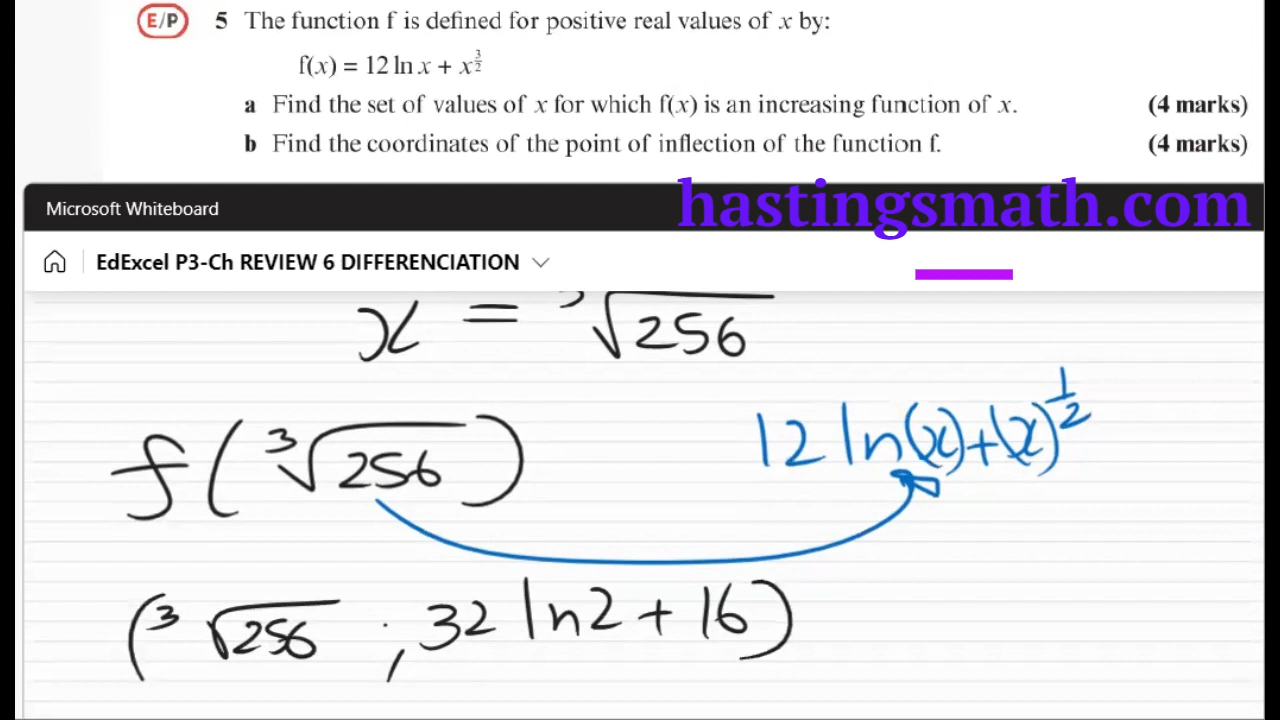 E/P 5 The function f is defined for positive real values of x by:
f(x) = 12 ln x + x^(3/2)
a Find the set of values of x for which f(x) is an increasing function of x. (4 marks)
b Find the coordinates of the point of inflection of the function f. (4 marks)
Microsoft Whiteboard hastingsmath.com
EdExcel P3-Ch REVIEW 6 DIFFERENCIATION
x = ³√256
f(³√256) 12 ln(x)+(x)^(1/2)
(³√256 ; 32 ln2 + 16)